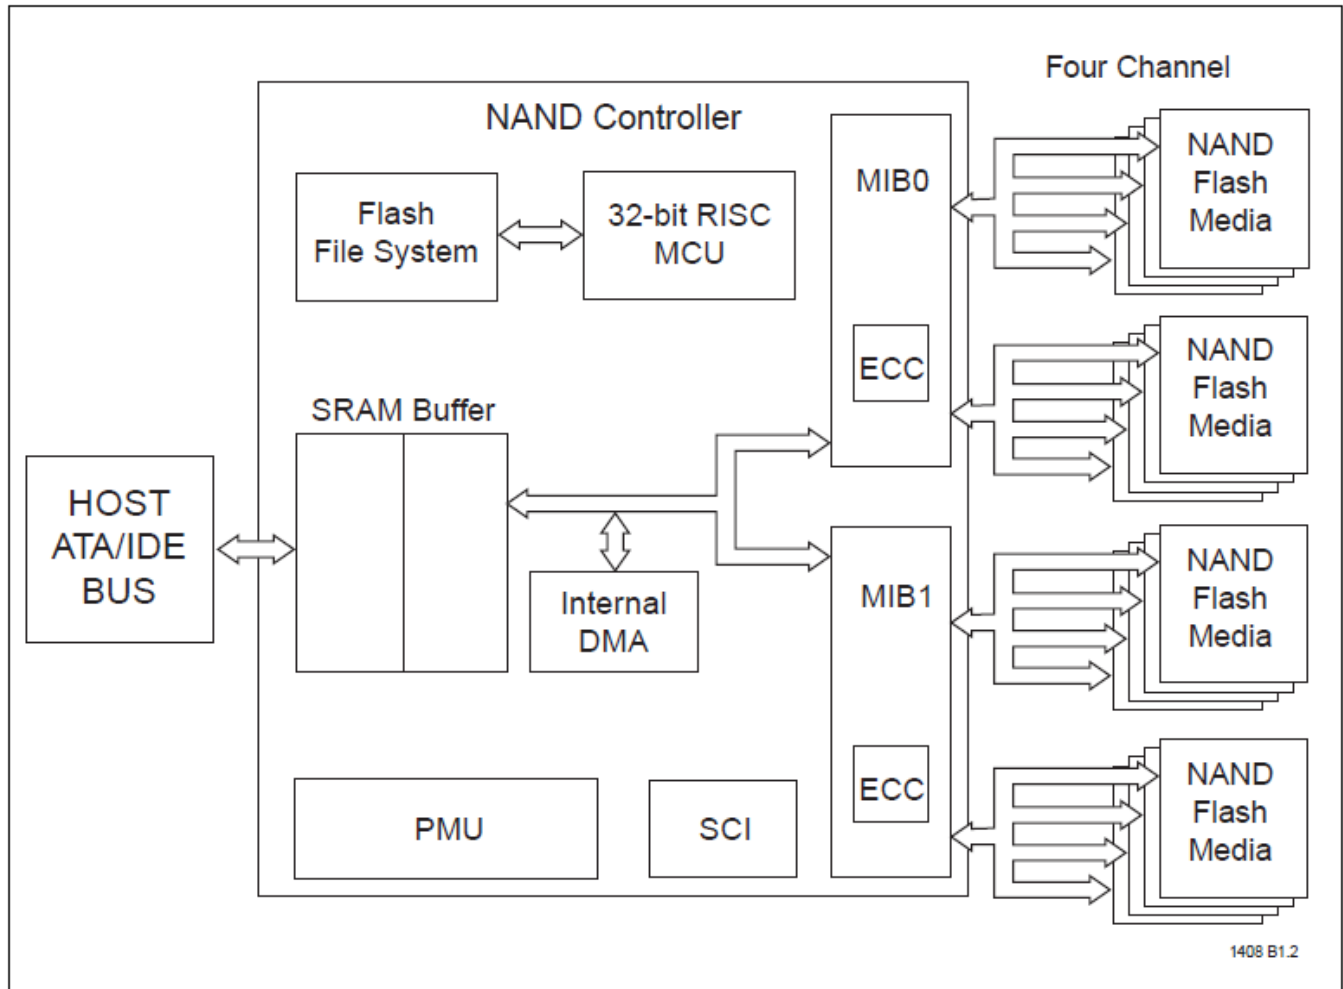 Four Channel
NAND Controller
NAND
Flash
Media
MIB0
Flash
File System
32-bit RISC
MCU
ECC
NAND
Flash
Media
SRAM Buffer
HOST
ATA/IDE
BUS
Internal
DMA
MIB1
NAND
Flash
Media
ECC
PMU
SCI
NAND
Flash
Media
1408 B1.2